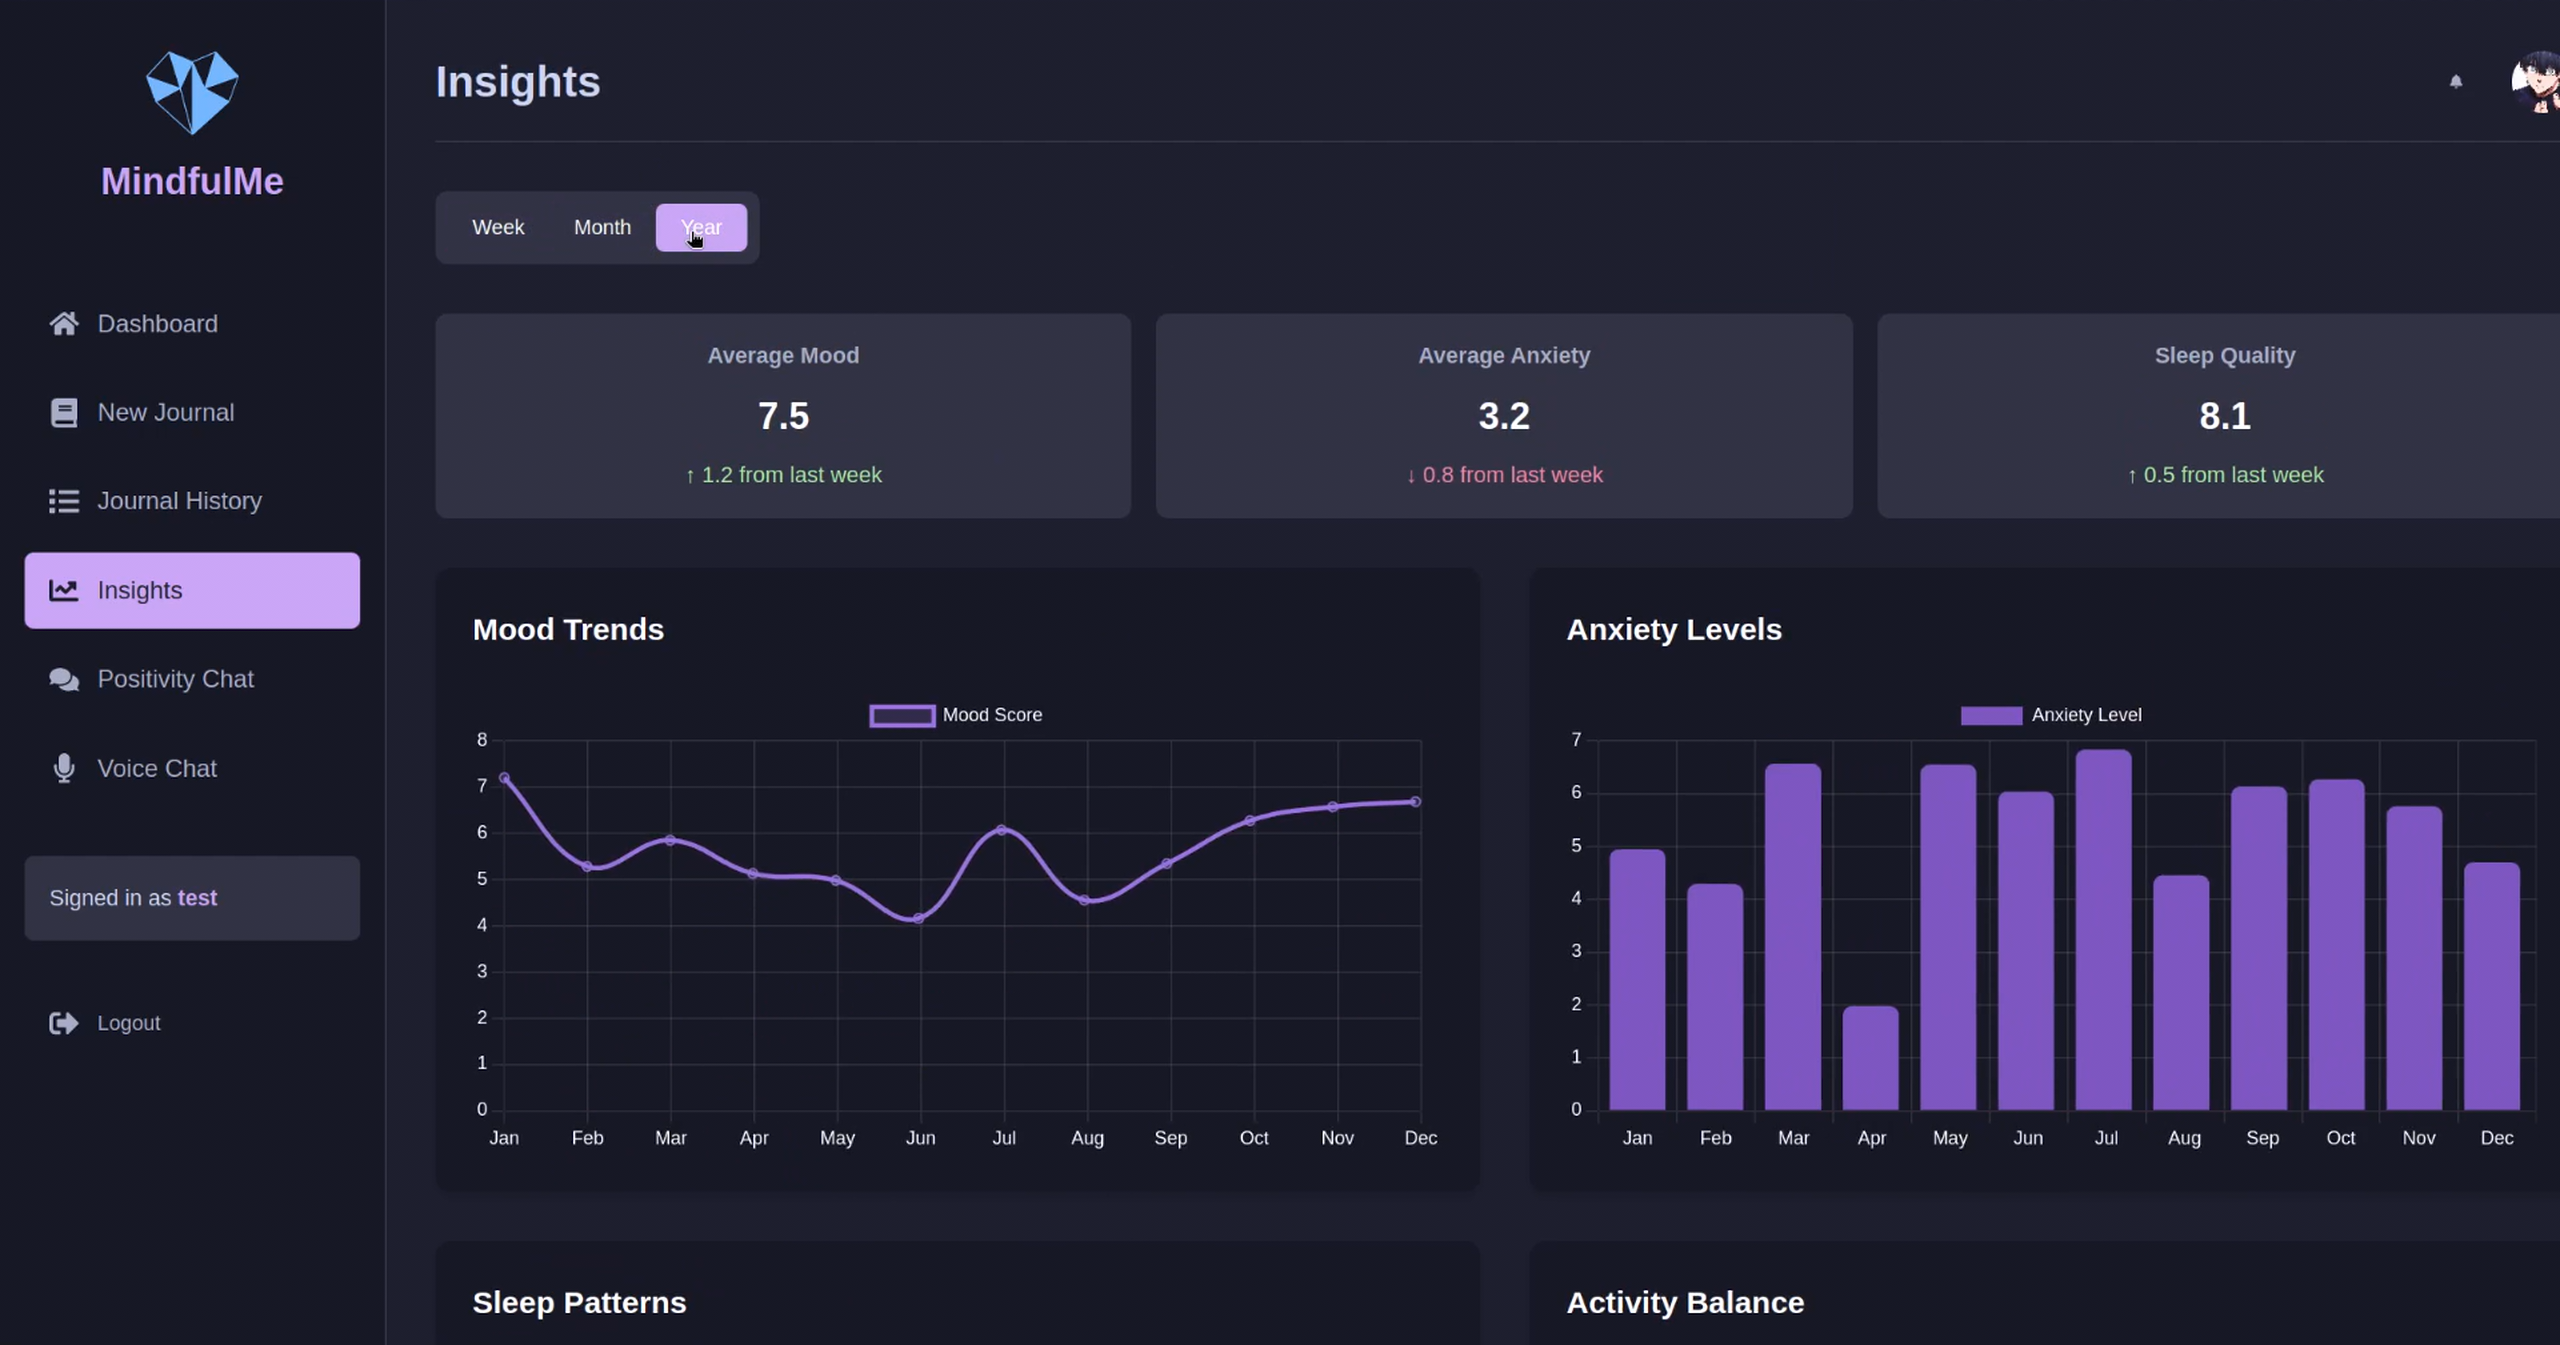 MindfulMe
Dashboard
New Journal
Journal History
Insights
Positivity Chat
Voice Chat
Signed in as test
Logout
Insights
Week Month Year
Average Mood
7.5
↑ 1.2 from last week
Average Anxiety
3.2
↓ 0.8 from last week
Sleep Quality
8.1
↑ 0.5 from last week
Mood Trends
Mood Score
8
7
6
5
4
3
2
1
0
Jan Feb Mar Apr May Jun Jul Aug Sep Oct Nov Dec
Anxiety Levels
Anxiety Level
7
6
5
4
3
2
1
0
Jan Feb Mar Apr May Jun Jul Aug Sep Oct Nov Dec
Sleep Patterns
Activity Balance